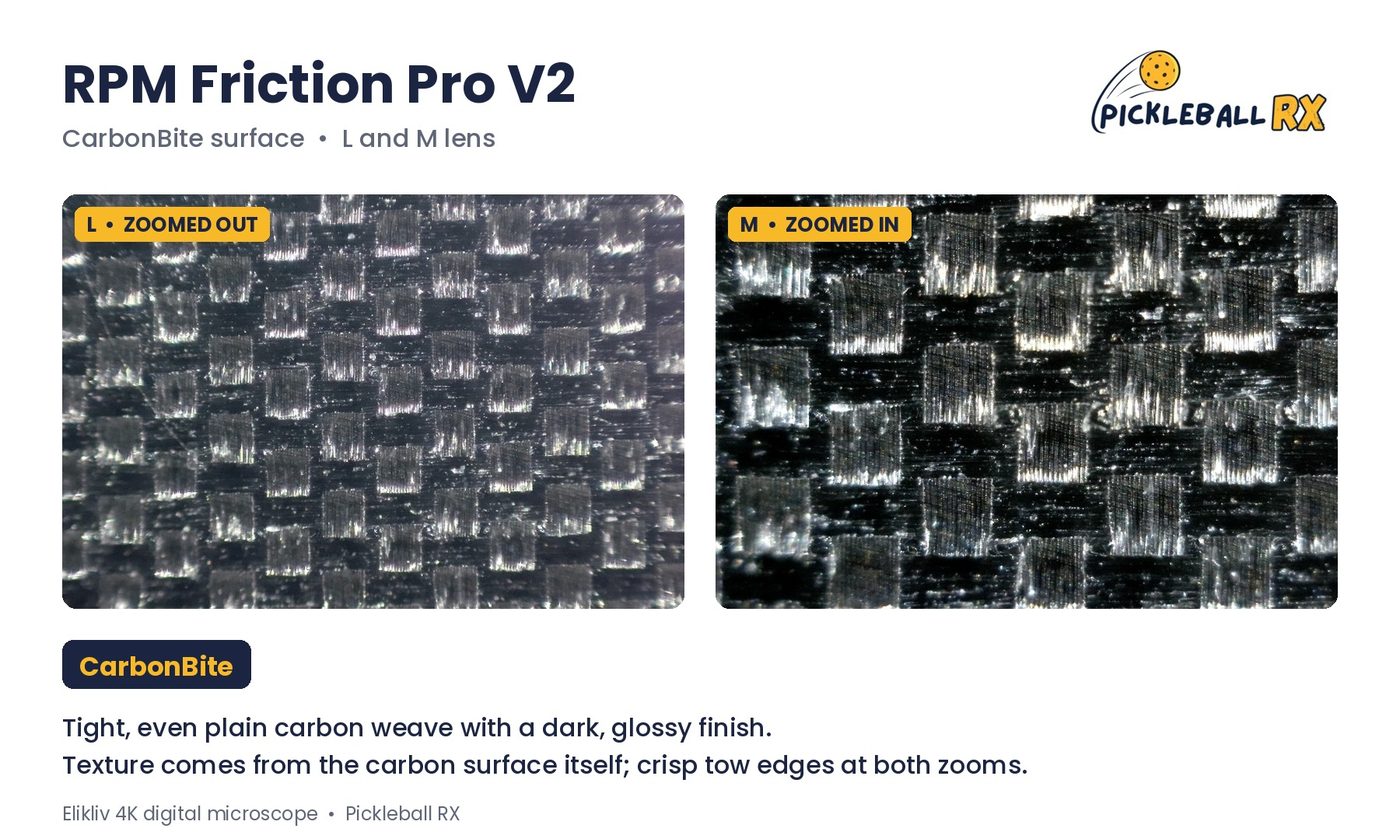 RPM Friction Pro V2
CarbonBite surface • L and M lens
PICKLEBALL RX
L • ZOOMED OUT
M • ZOOMED IN
CarbonBite
Tight, even plain carbon weave with a dark, glossy finish.
Texture comes from the carbon surface itself; crisp tow edges at both zooms.
Elikliv 4K digital microscope • Pickleball RX